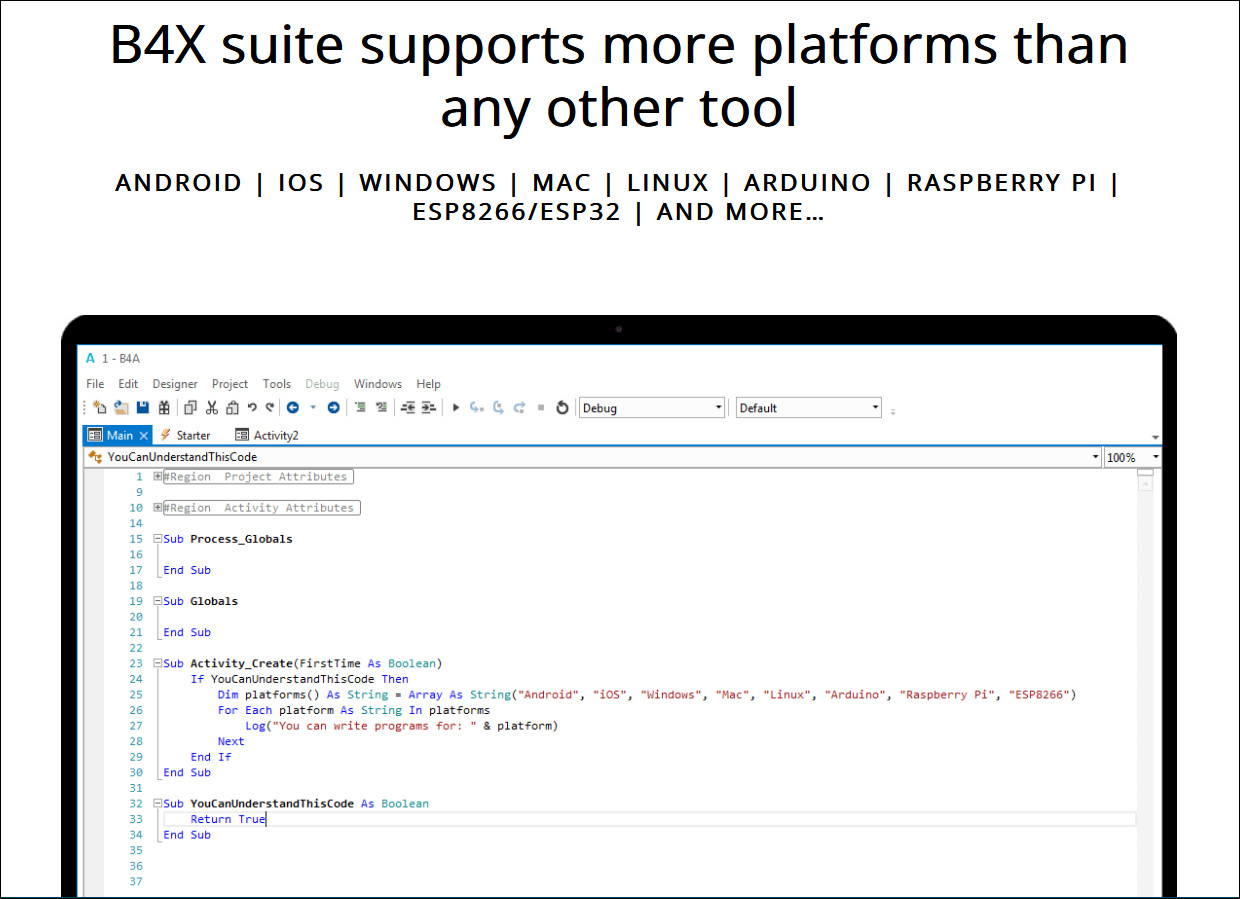 B4X suite supports more platforms than
any other tool
ANDROID | IOS | WINDOWS | MAC | LINUX | ARDUINO | RASPBERRY PI |
ESP8266/ESP32 | AND MORE…
A 1 - B4A
File Edit Designer Project Tools Debug Windows Help
Debug Default
Main Starter Activity2
YouCanUnderstandThisCode 100%
1 #Region  Project Attributes
9
10 #Region  Activity Attributes
14
15 Sub Process_Globals
16
17 End Sub
18
19 Sub Globals
20
21 End Sub
22
23 Sub Activity_Create(FirstTime As Boolean)
24     If YouCanUnderstandThisCode Then
25         Dim platforms() As String = Array As String("Android", "iOS", "Windows", "Mac", "Linux", "Arduino", "Raspberry Pi", "ESP8266")
26         For Each platform As String In platforms
27             Log("You can write programs for: " & platform)
28         Next
29     End If
30 End Sub
31
32 Sub YouCanUnderstandThisCode As Boolean
33     Return True
34 End Sub
35
36
37